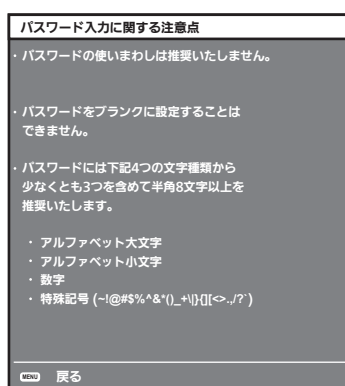 パスワード入力に関する注意点
・パスワードの使いまわしは推奨いたしません。
・パスワードをブランクに設定することは
できません。
・パスワードには下記4つの文字種類から
少なくとも3つを含めて半角8文字以上を
推奨いたします。
・ アルファベット大文字
・ アルファベット小文字
・ 数字
・ 特殊記号 (~!@#$%^&*()_+\|}{][<>.,/?`)
MENU 戻る